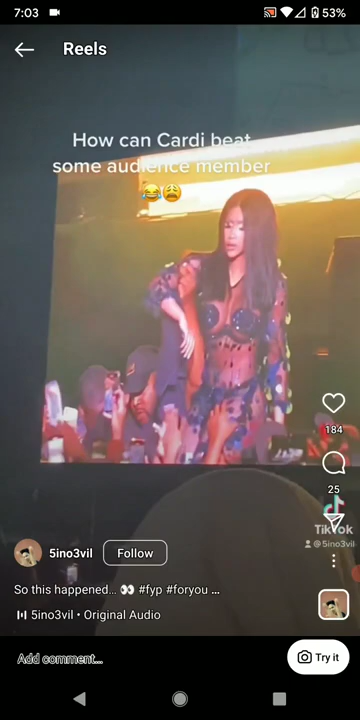 7:03
53%
Reels
How can Cardi beat
some audience member
😂😩
184
25
TikTok
@5ino3vil
5ino3vil
Follow
So this happened... 👀 #fyp #foryou ...
5ino3vil • Original Audio
Add comment...
Try it